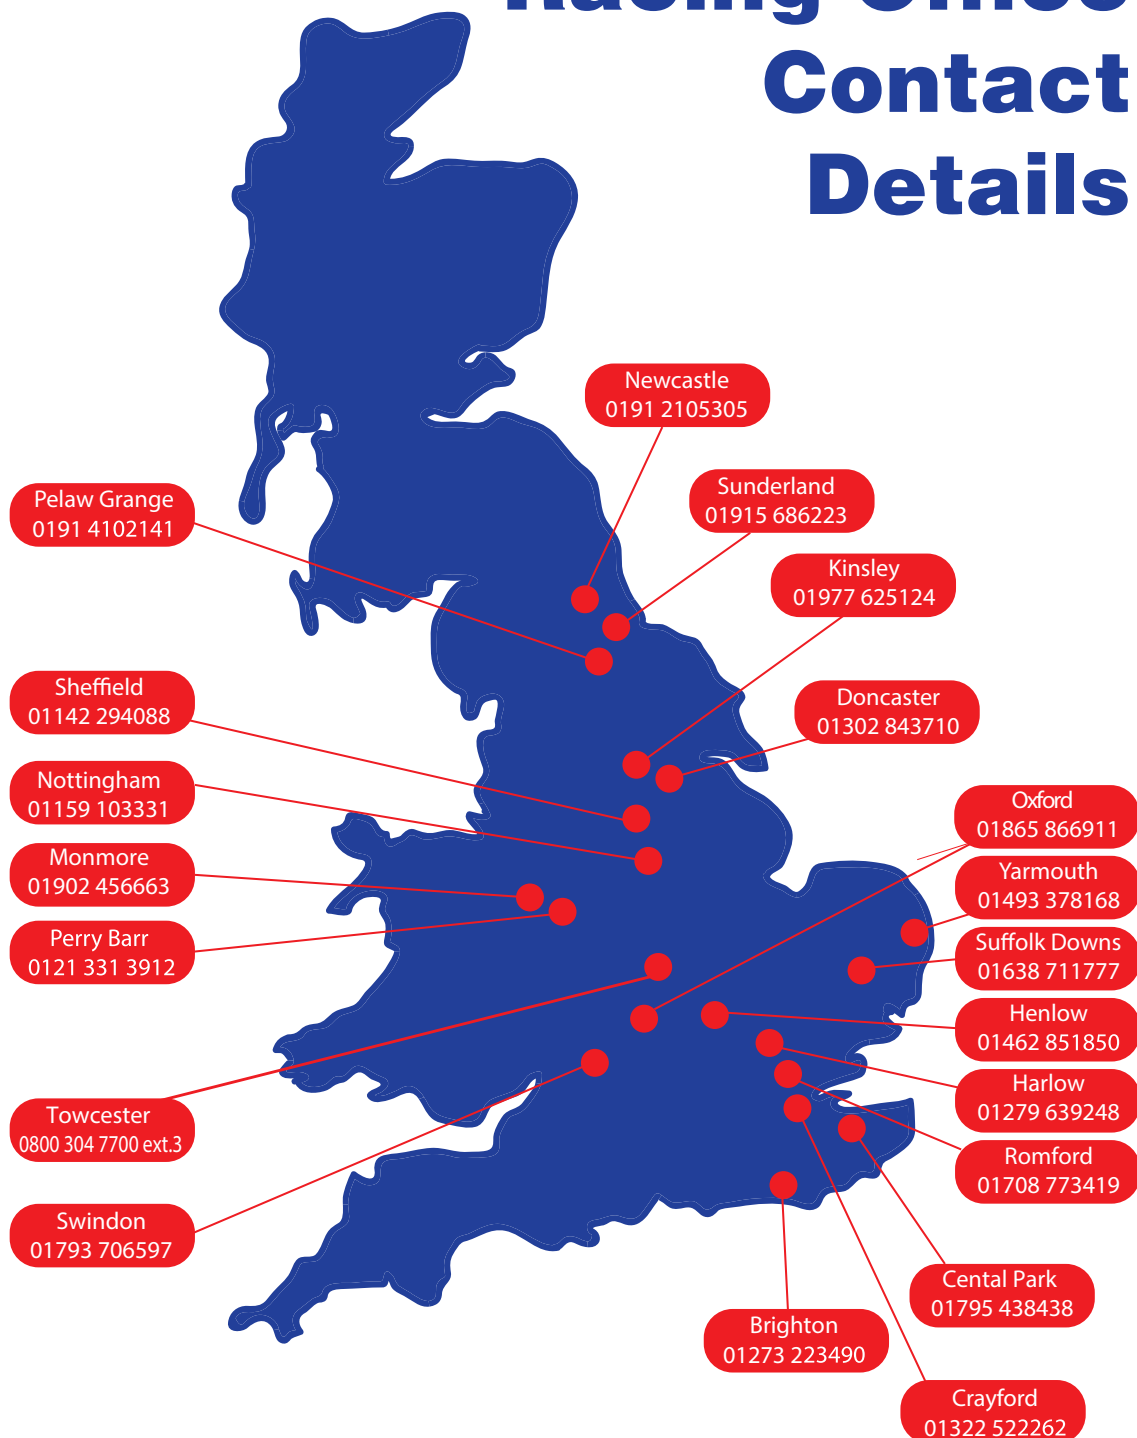 Racing Office
Contact
Details
Newcastle
0191 2105305
Sunderland
01915 686223
Pelaw Grange
0191 4102141
Kinsley
01977 625124
Sheffield
01142 294088
Doncaster
01302 843710
Nottingham
01159 103331
Oxford
01865 866911
Monmore
01902 456663
Yarmouth
01493 378168
Perry Barr
0121 331 3912
Suffolk Downs
01638 711777
Henlow
01462 851850
Harlow
01279 639248
Towcester
0800 304 7700 ext.3
Romford
01708 773419
Swindon
01793 706597
Cental Park
01795 438438
Brighton
01273 223490
Crayford
01322 522262